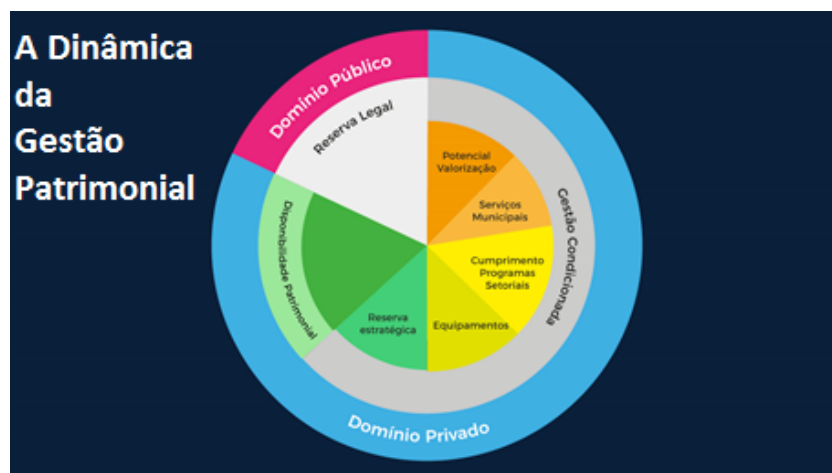 A Dinâmica
da
Gestão
Patrimonial
Domínio Público
Reserva Legal
Potencial
Valorização
Serviços
Municipais
Cumprimento
Programas
Setoriais
Equipamentos
Reserva
estratégica
Disponibilidade Patrimonial
Gestão Condicionada
Domínio Privado